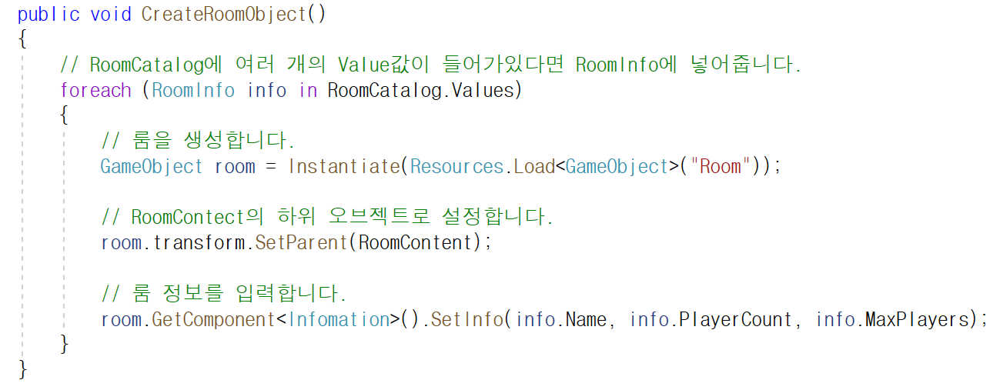 public void CreateRoomObject()
{
// RoomCatalog에 여러 개의 Value값이 들어가있다면 RoomInfo에 넣어줍니다.
foreach (RoomInfo info in RoomCatalog.Values)
{
// 룸을 생성합니다.
GameObject room = Instantiate(Resources.Load<GameObject>("Room"));
// RoomContect의 하위 오브젝트로 설정합니다.
room.transform.SetParent(RoomContent);
// 룸 정보를 입력합니다.
room.GetComponent<Infomation>().SetInfo(info.Name, info.PlayerCount, info.MaxPlayers);
}
}